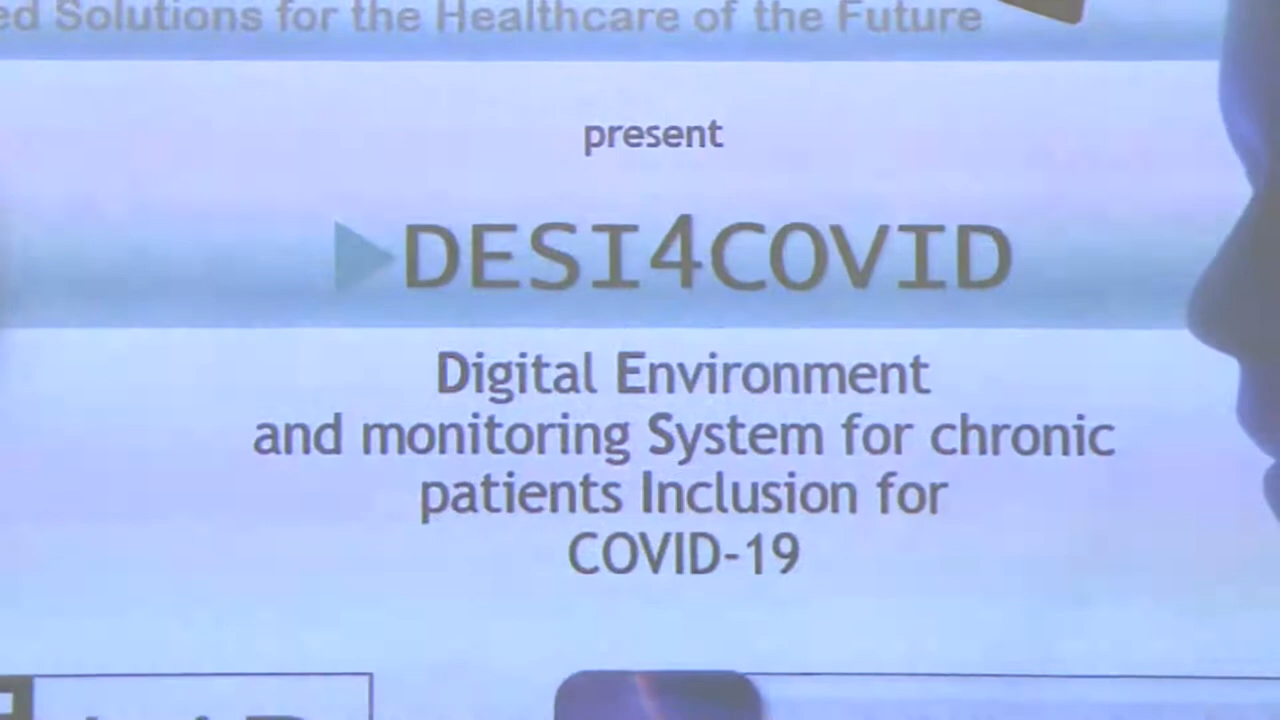 Solutions for the Healthcare of the Future
present
DESI4COVID
Digital Environment
and monitoring System for chronic
patients Inclusion for
COVID-19